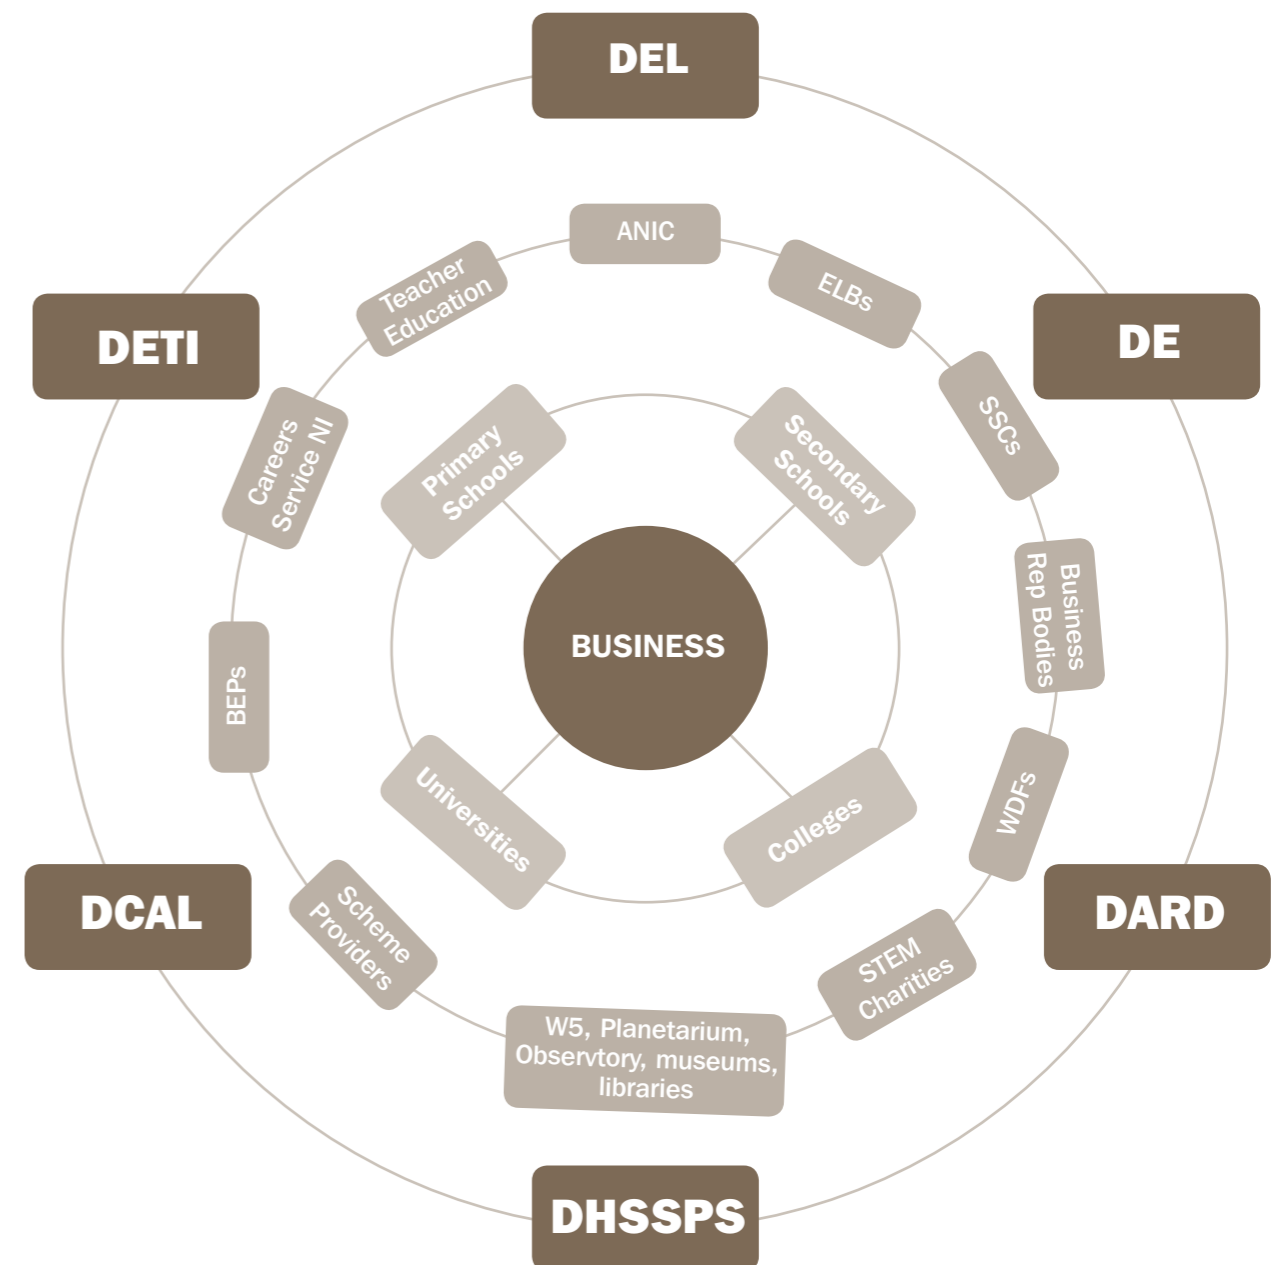 DEL
ANIC
Teacher
Education
ELBs
DETI
DE
SSCs
Careers
Service NI
Primary
Schools
Secondary
Schools
Business
Rep Bodies
BUSINESS
BEPs
WDFs
Universities
Colleges
DCAL
DARD
Scheme
Providers
STEM
Charities
W5, Planetarium,
Observtory, museums,
libraries
DHSSPS